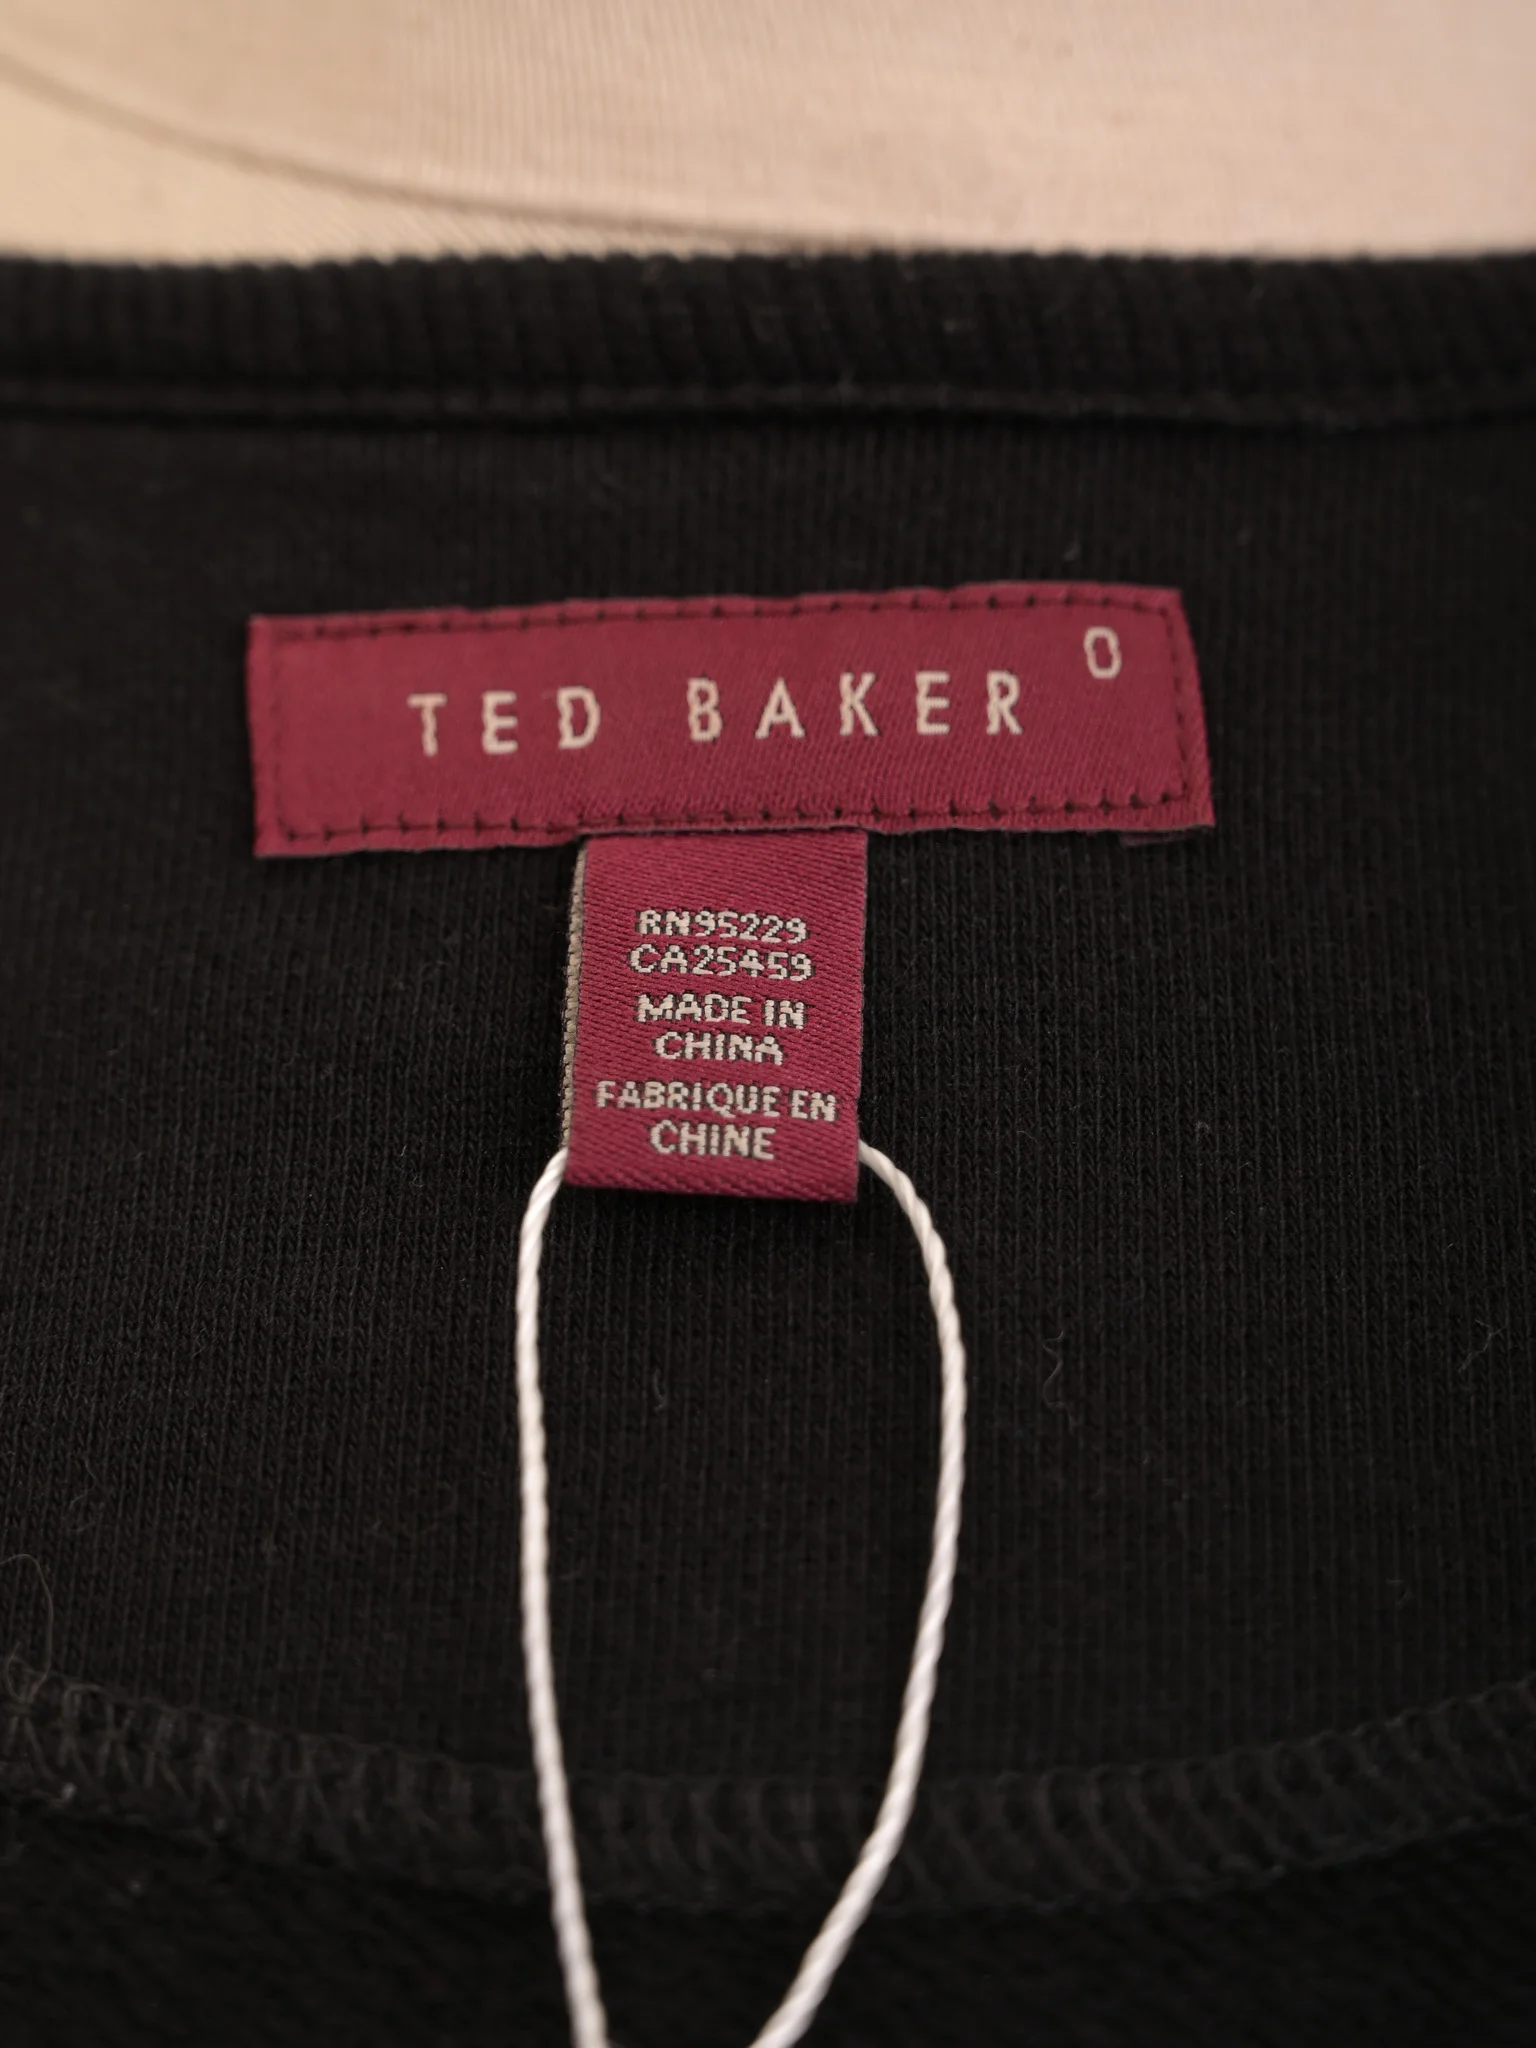 TED BAKER
0
RN95229
CA25459
MADE IN
CHINA
FABRIQUE EN
CHINE